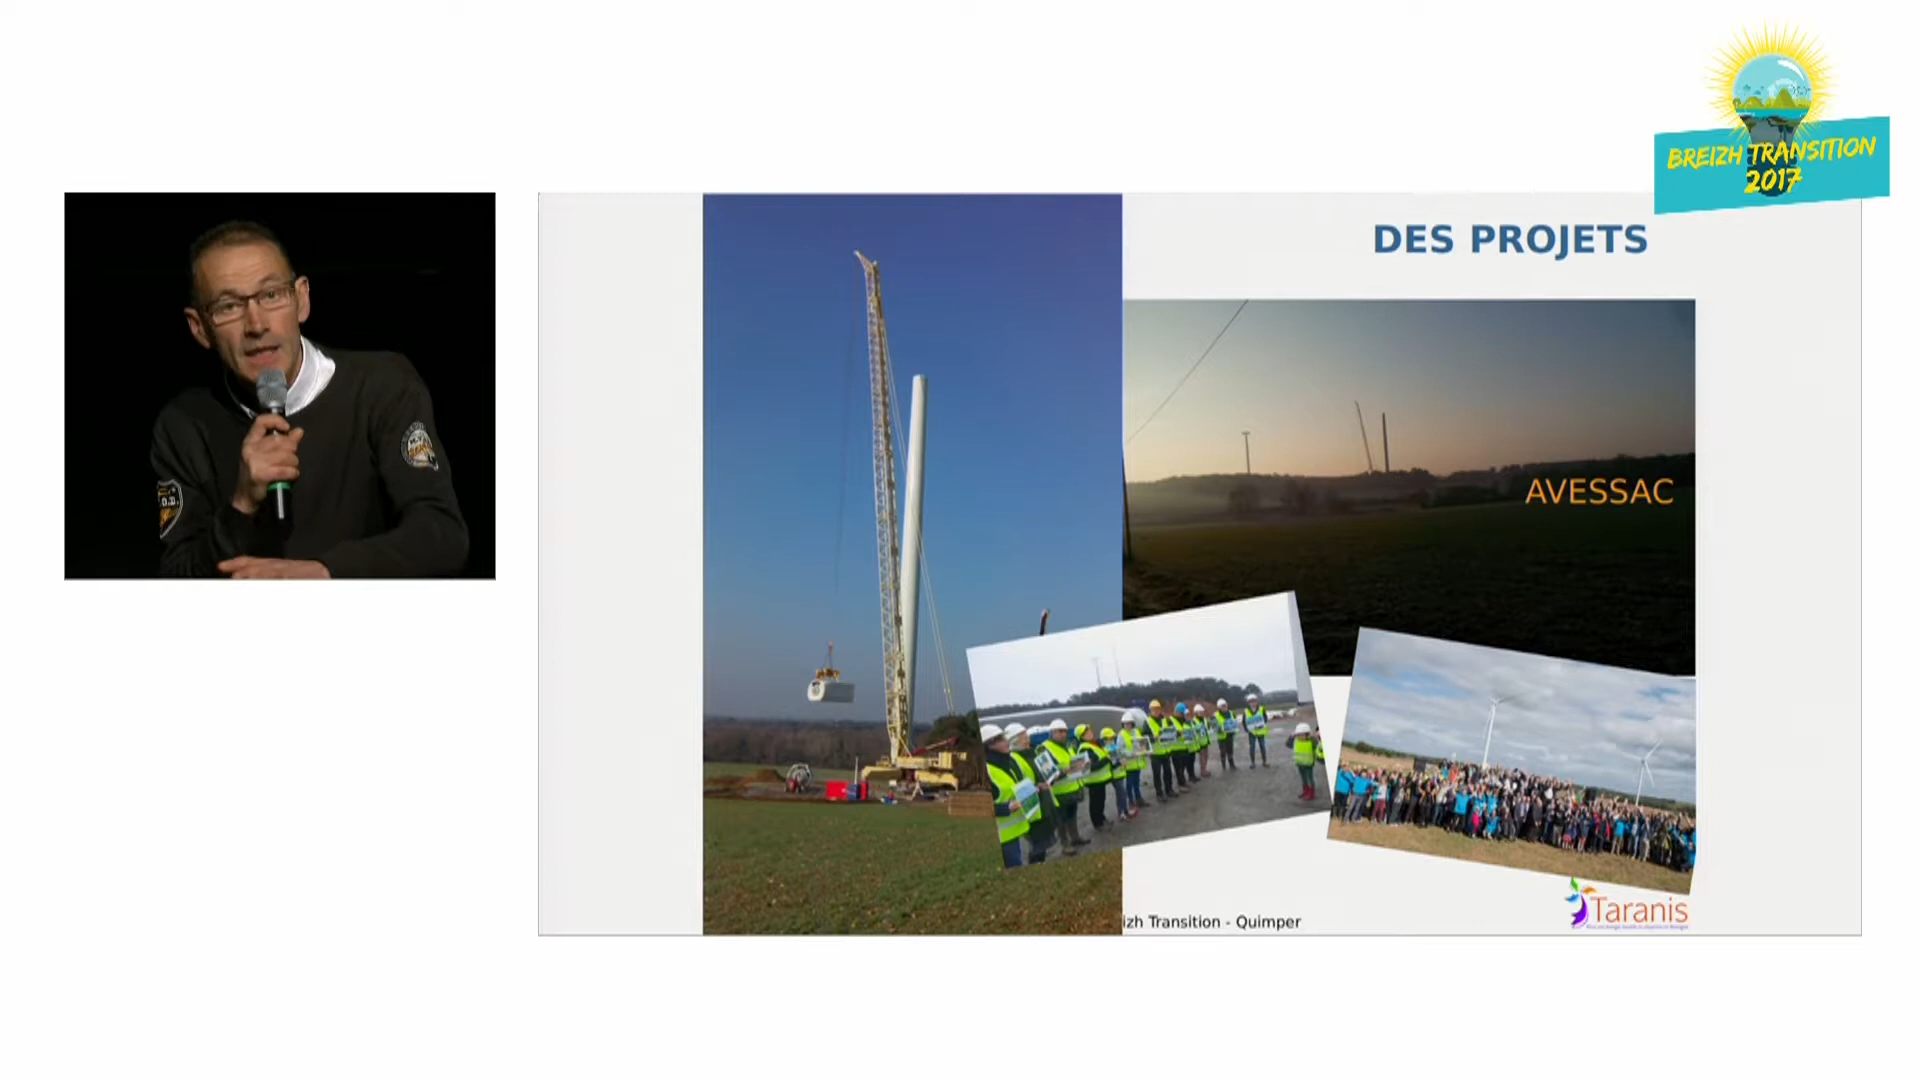 BREIZH TRANSITION
2017
DES PROJETS
AVESSAC
izh Transition - Quimper
Taranis